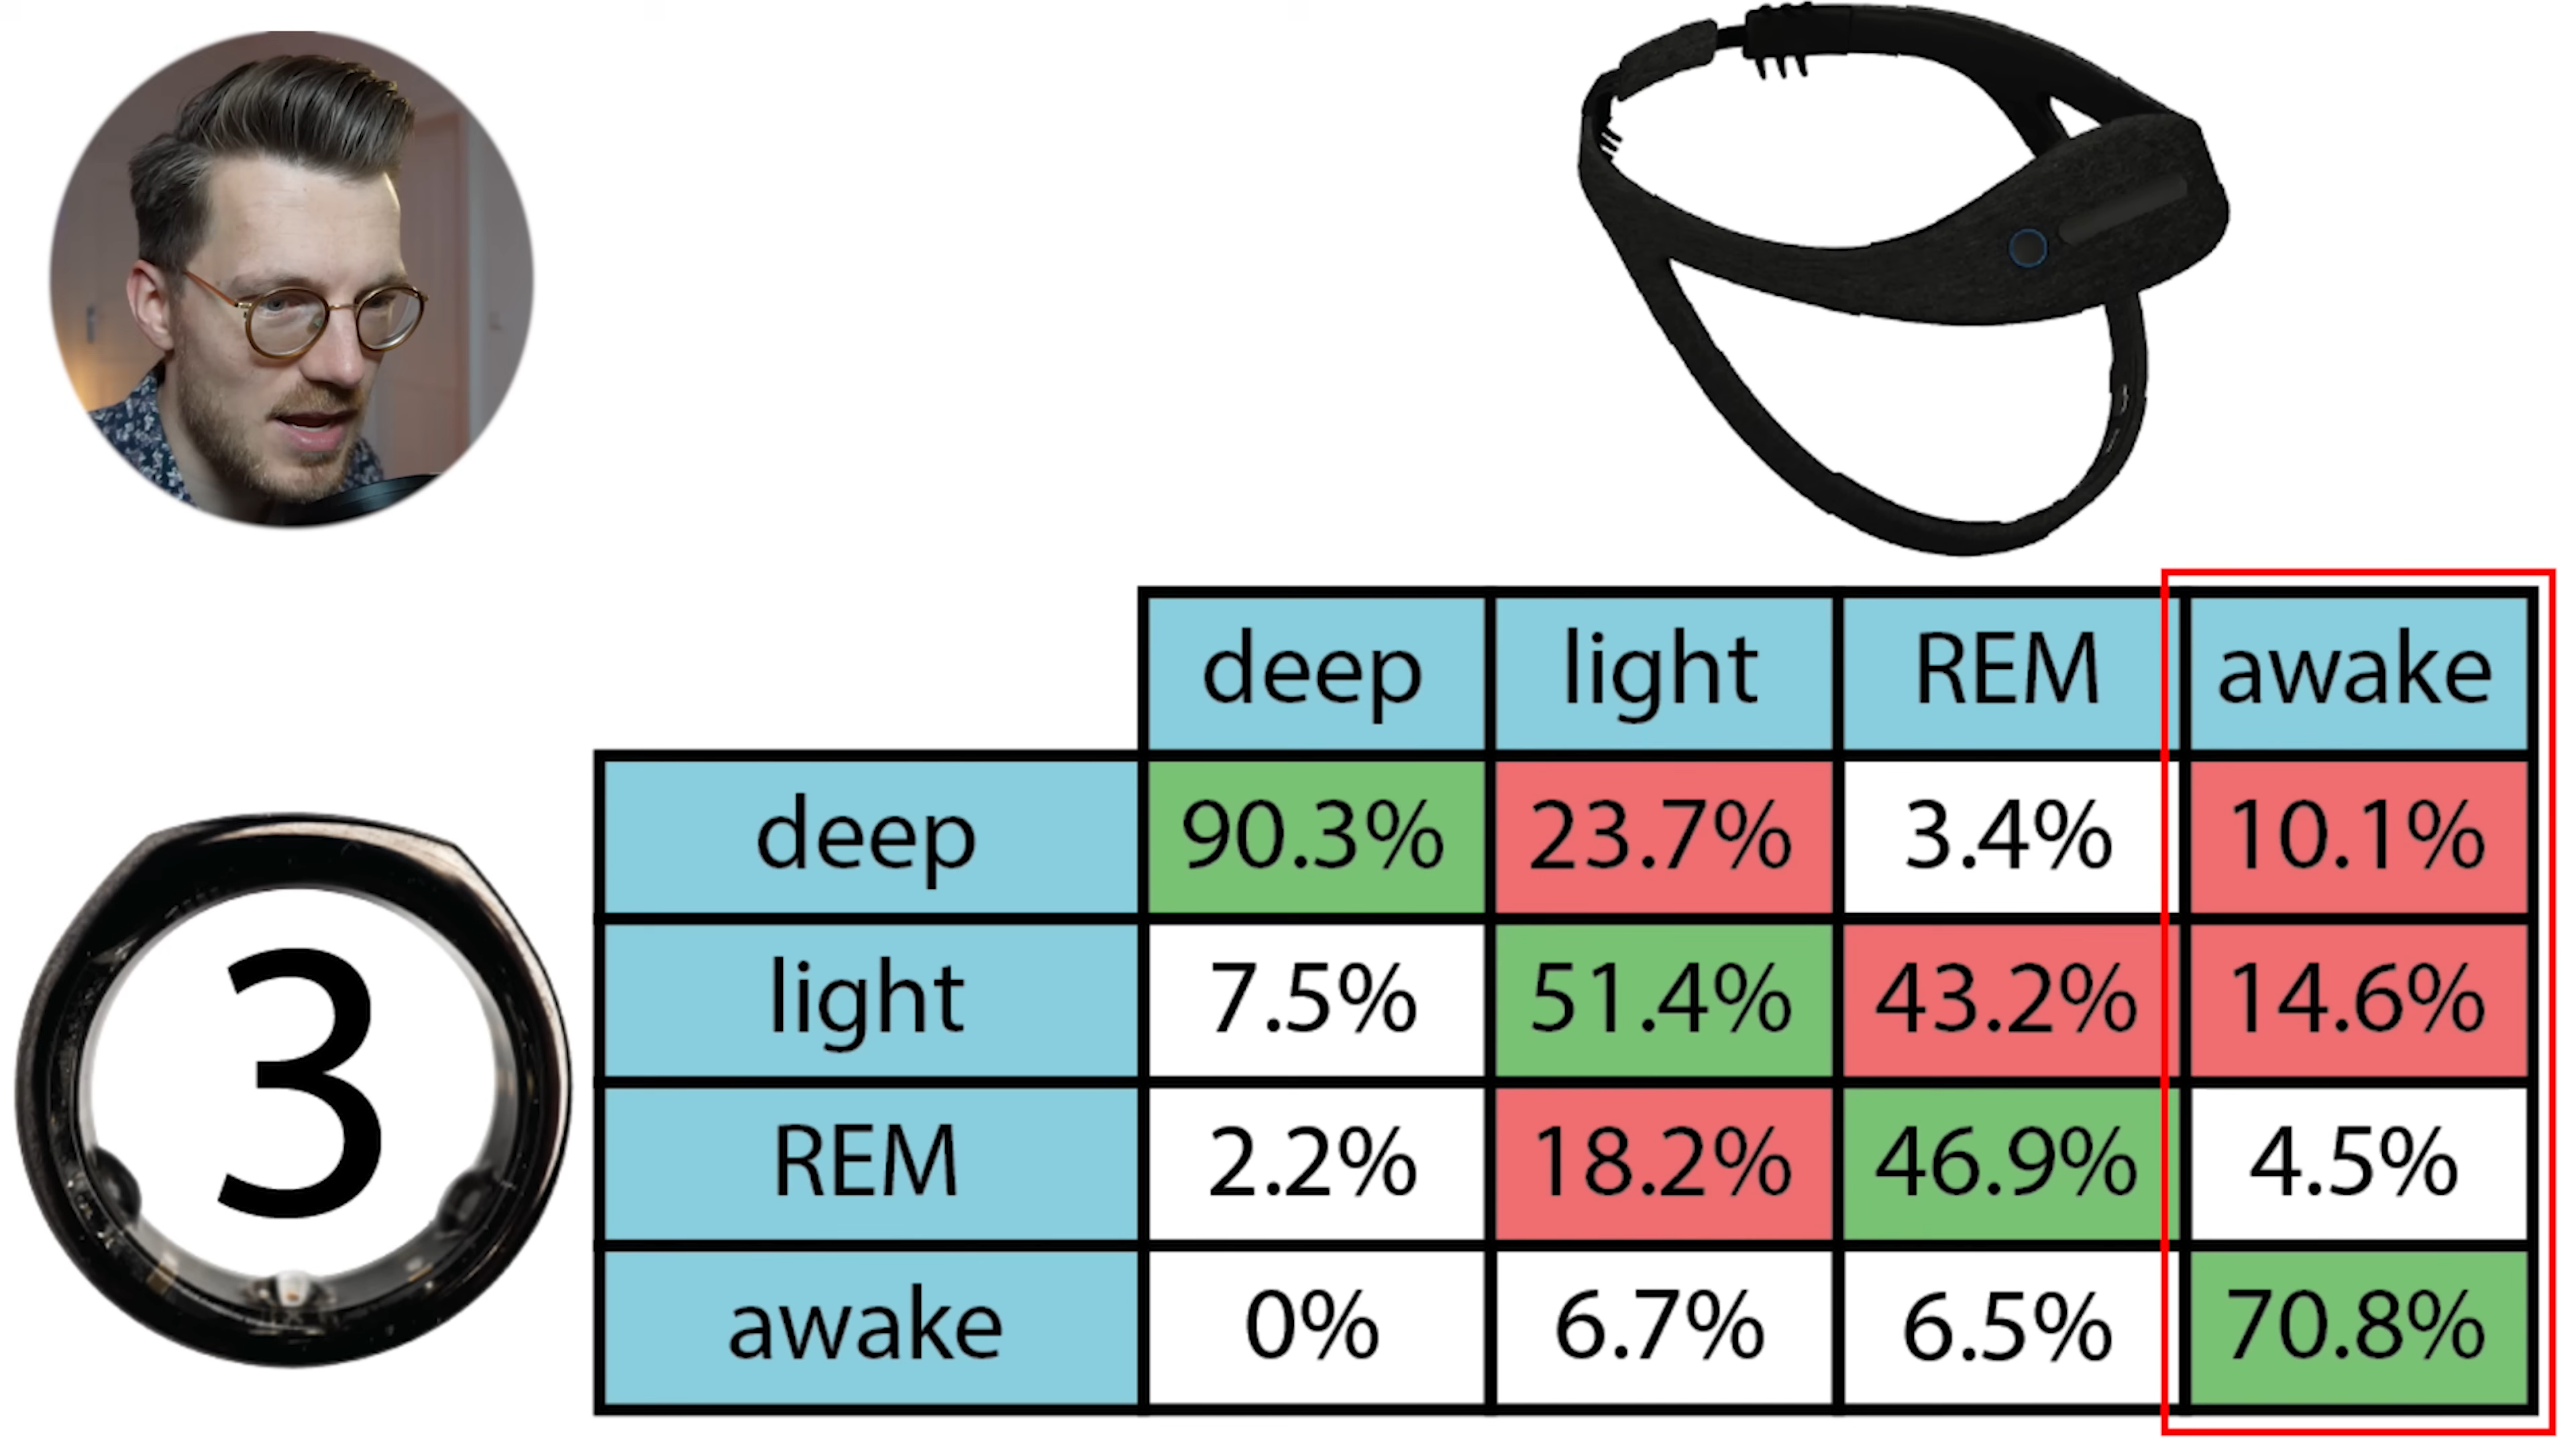 deep light REM awake
deep 90.3% 23.7% 3.4% 10.1%
light 7.5% 51.4% 43.2% 14.6%
REM 2.2% 18.2% 46.9% 4.5%
awake 0% 6.7% 6.5% 70.8%
3